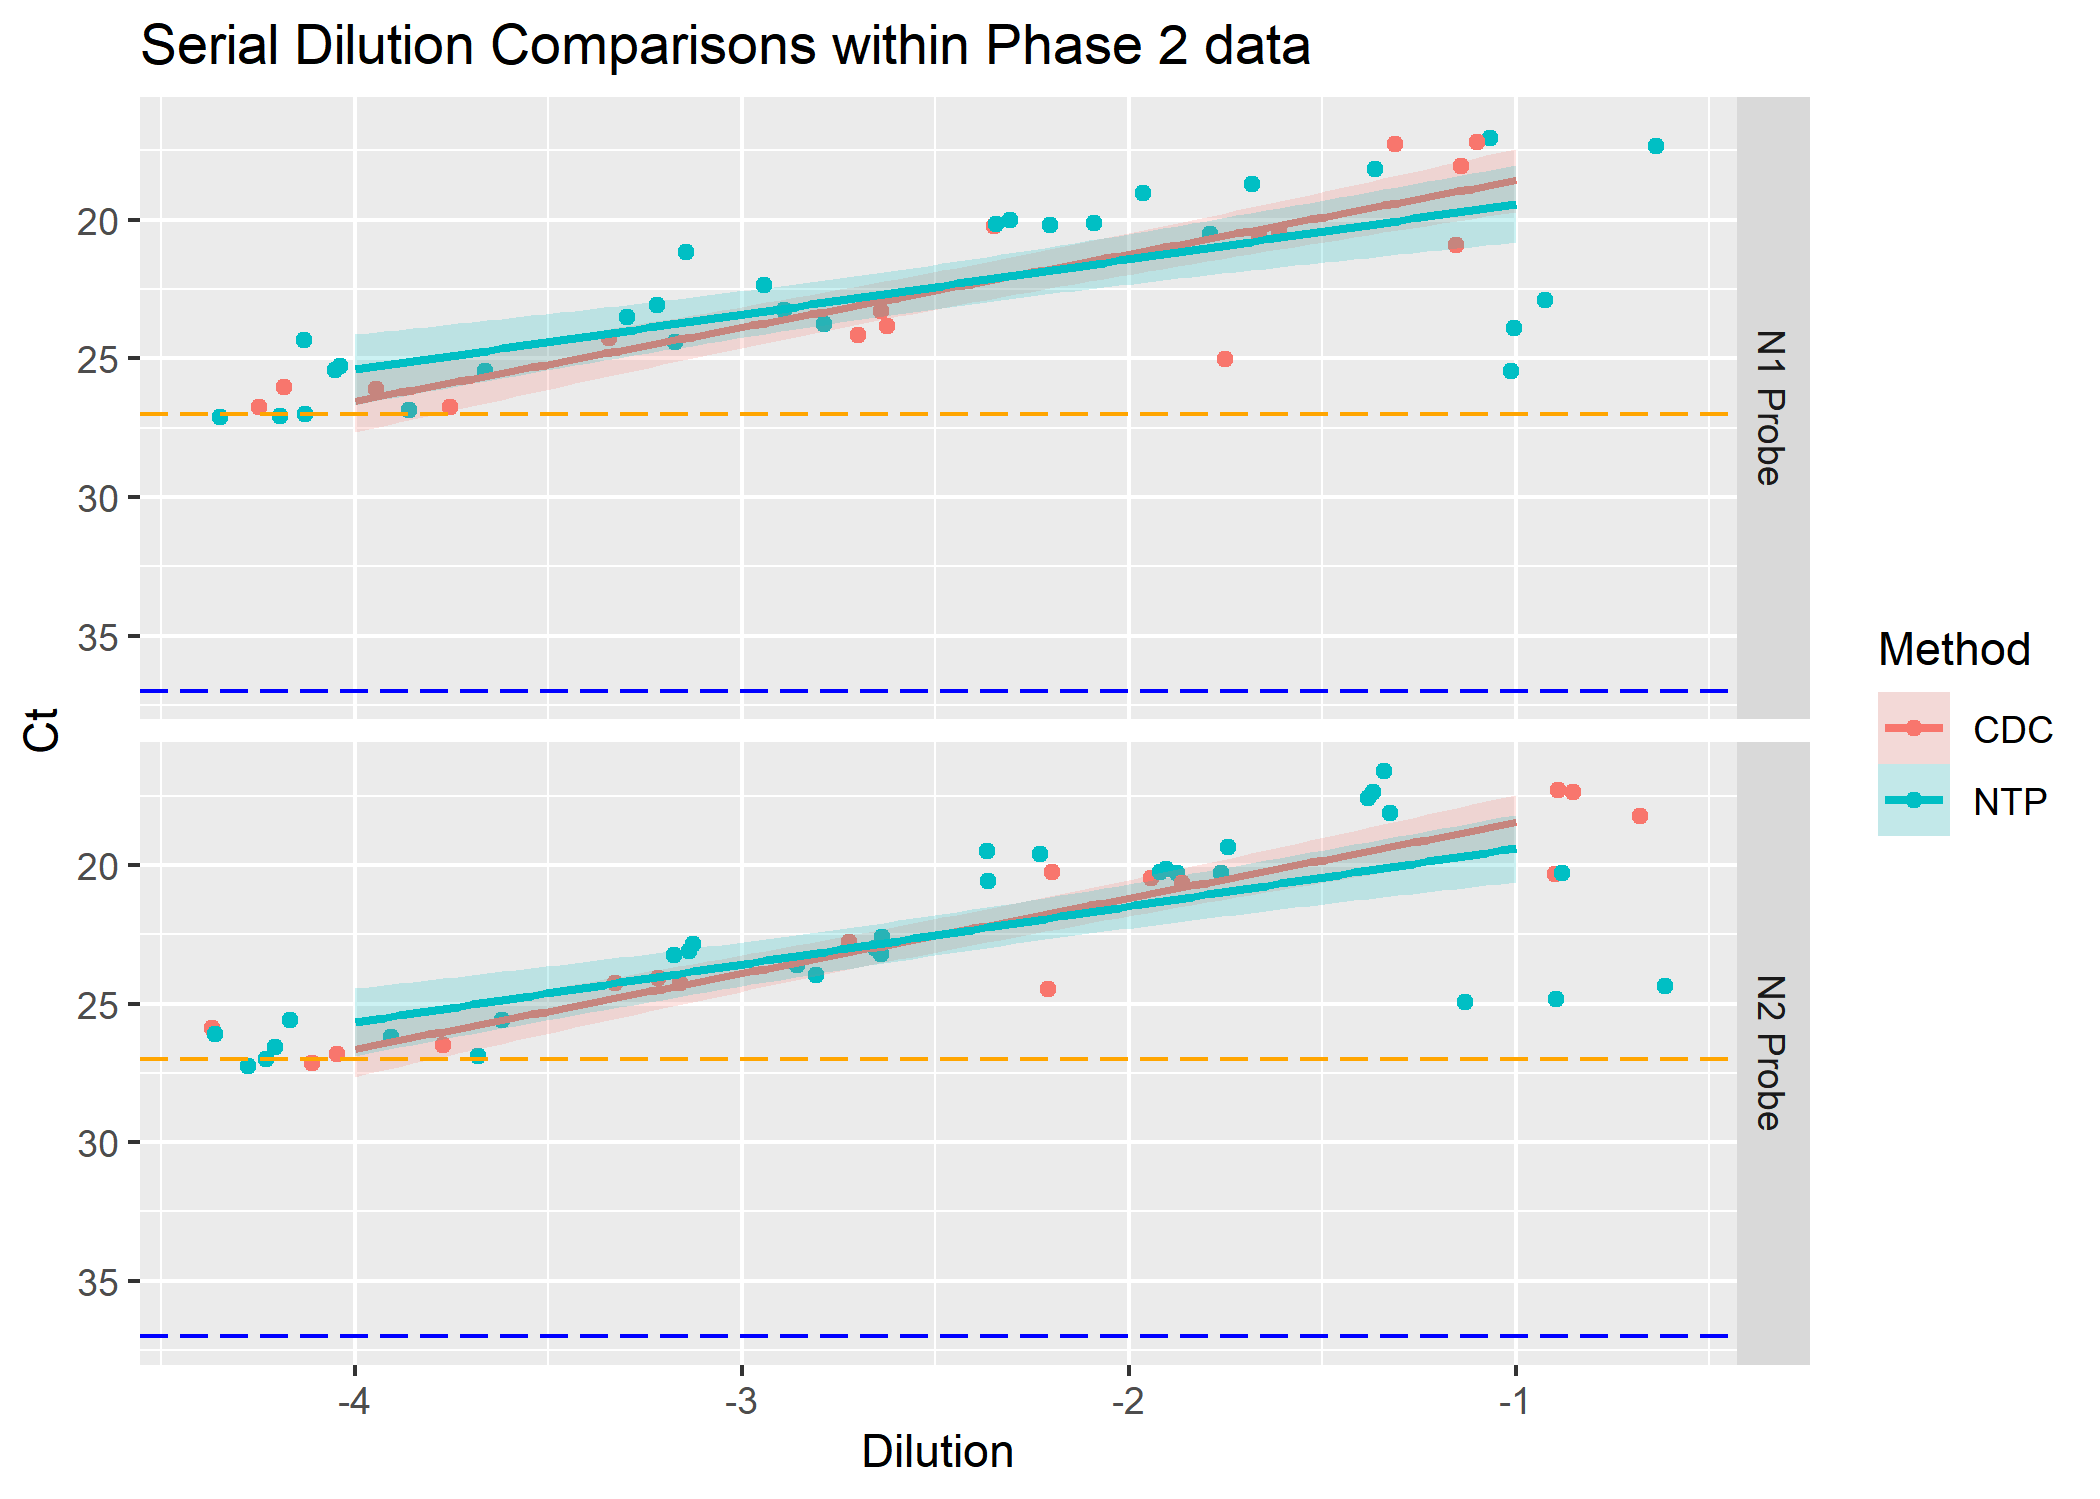 Serial Dilution Comparisons within Phase 2 data
20
25
30
35
N1 Probe
Ct
20
25
30
35
N2 Probe
-4
-3
-2
-1
Dilution
Method
CDC
NTP